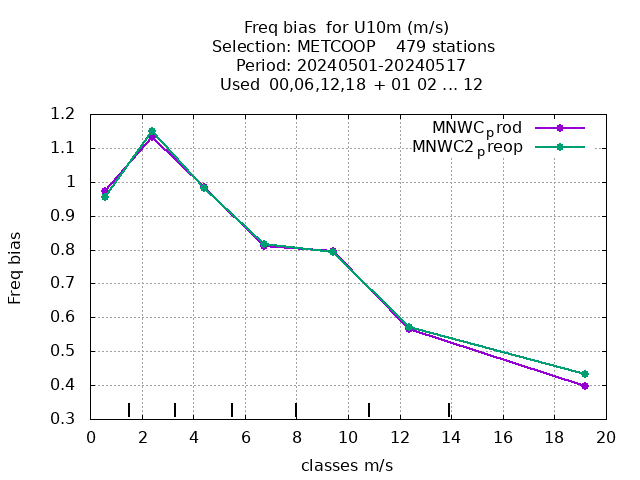 Freq bias  for U10m (m/s)
Selection: METCOOP    479 stations
Period: 20240501-20240517
Used  00,06,12,18  + 01 02 ... 12
MNWC_prod
MNWC2_preop
1.2
1.1
1
0.9
0.8
0.7
0.6
0.5
0.4
0.3
Freq bias
0 2 4 6 8 10 12 14 16 18 20
classes m/s